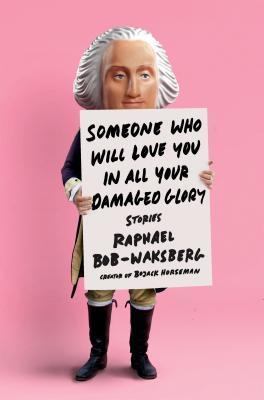 SOMEONE WHO
WILL LOVE YOU
IN ALL YOUR
DAMAGED GLORY
STORIES
RAPHAEL
BOB-WAKSBERG
CREATOR OF BOJACK HORSEMAN